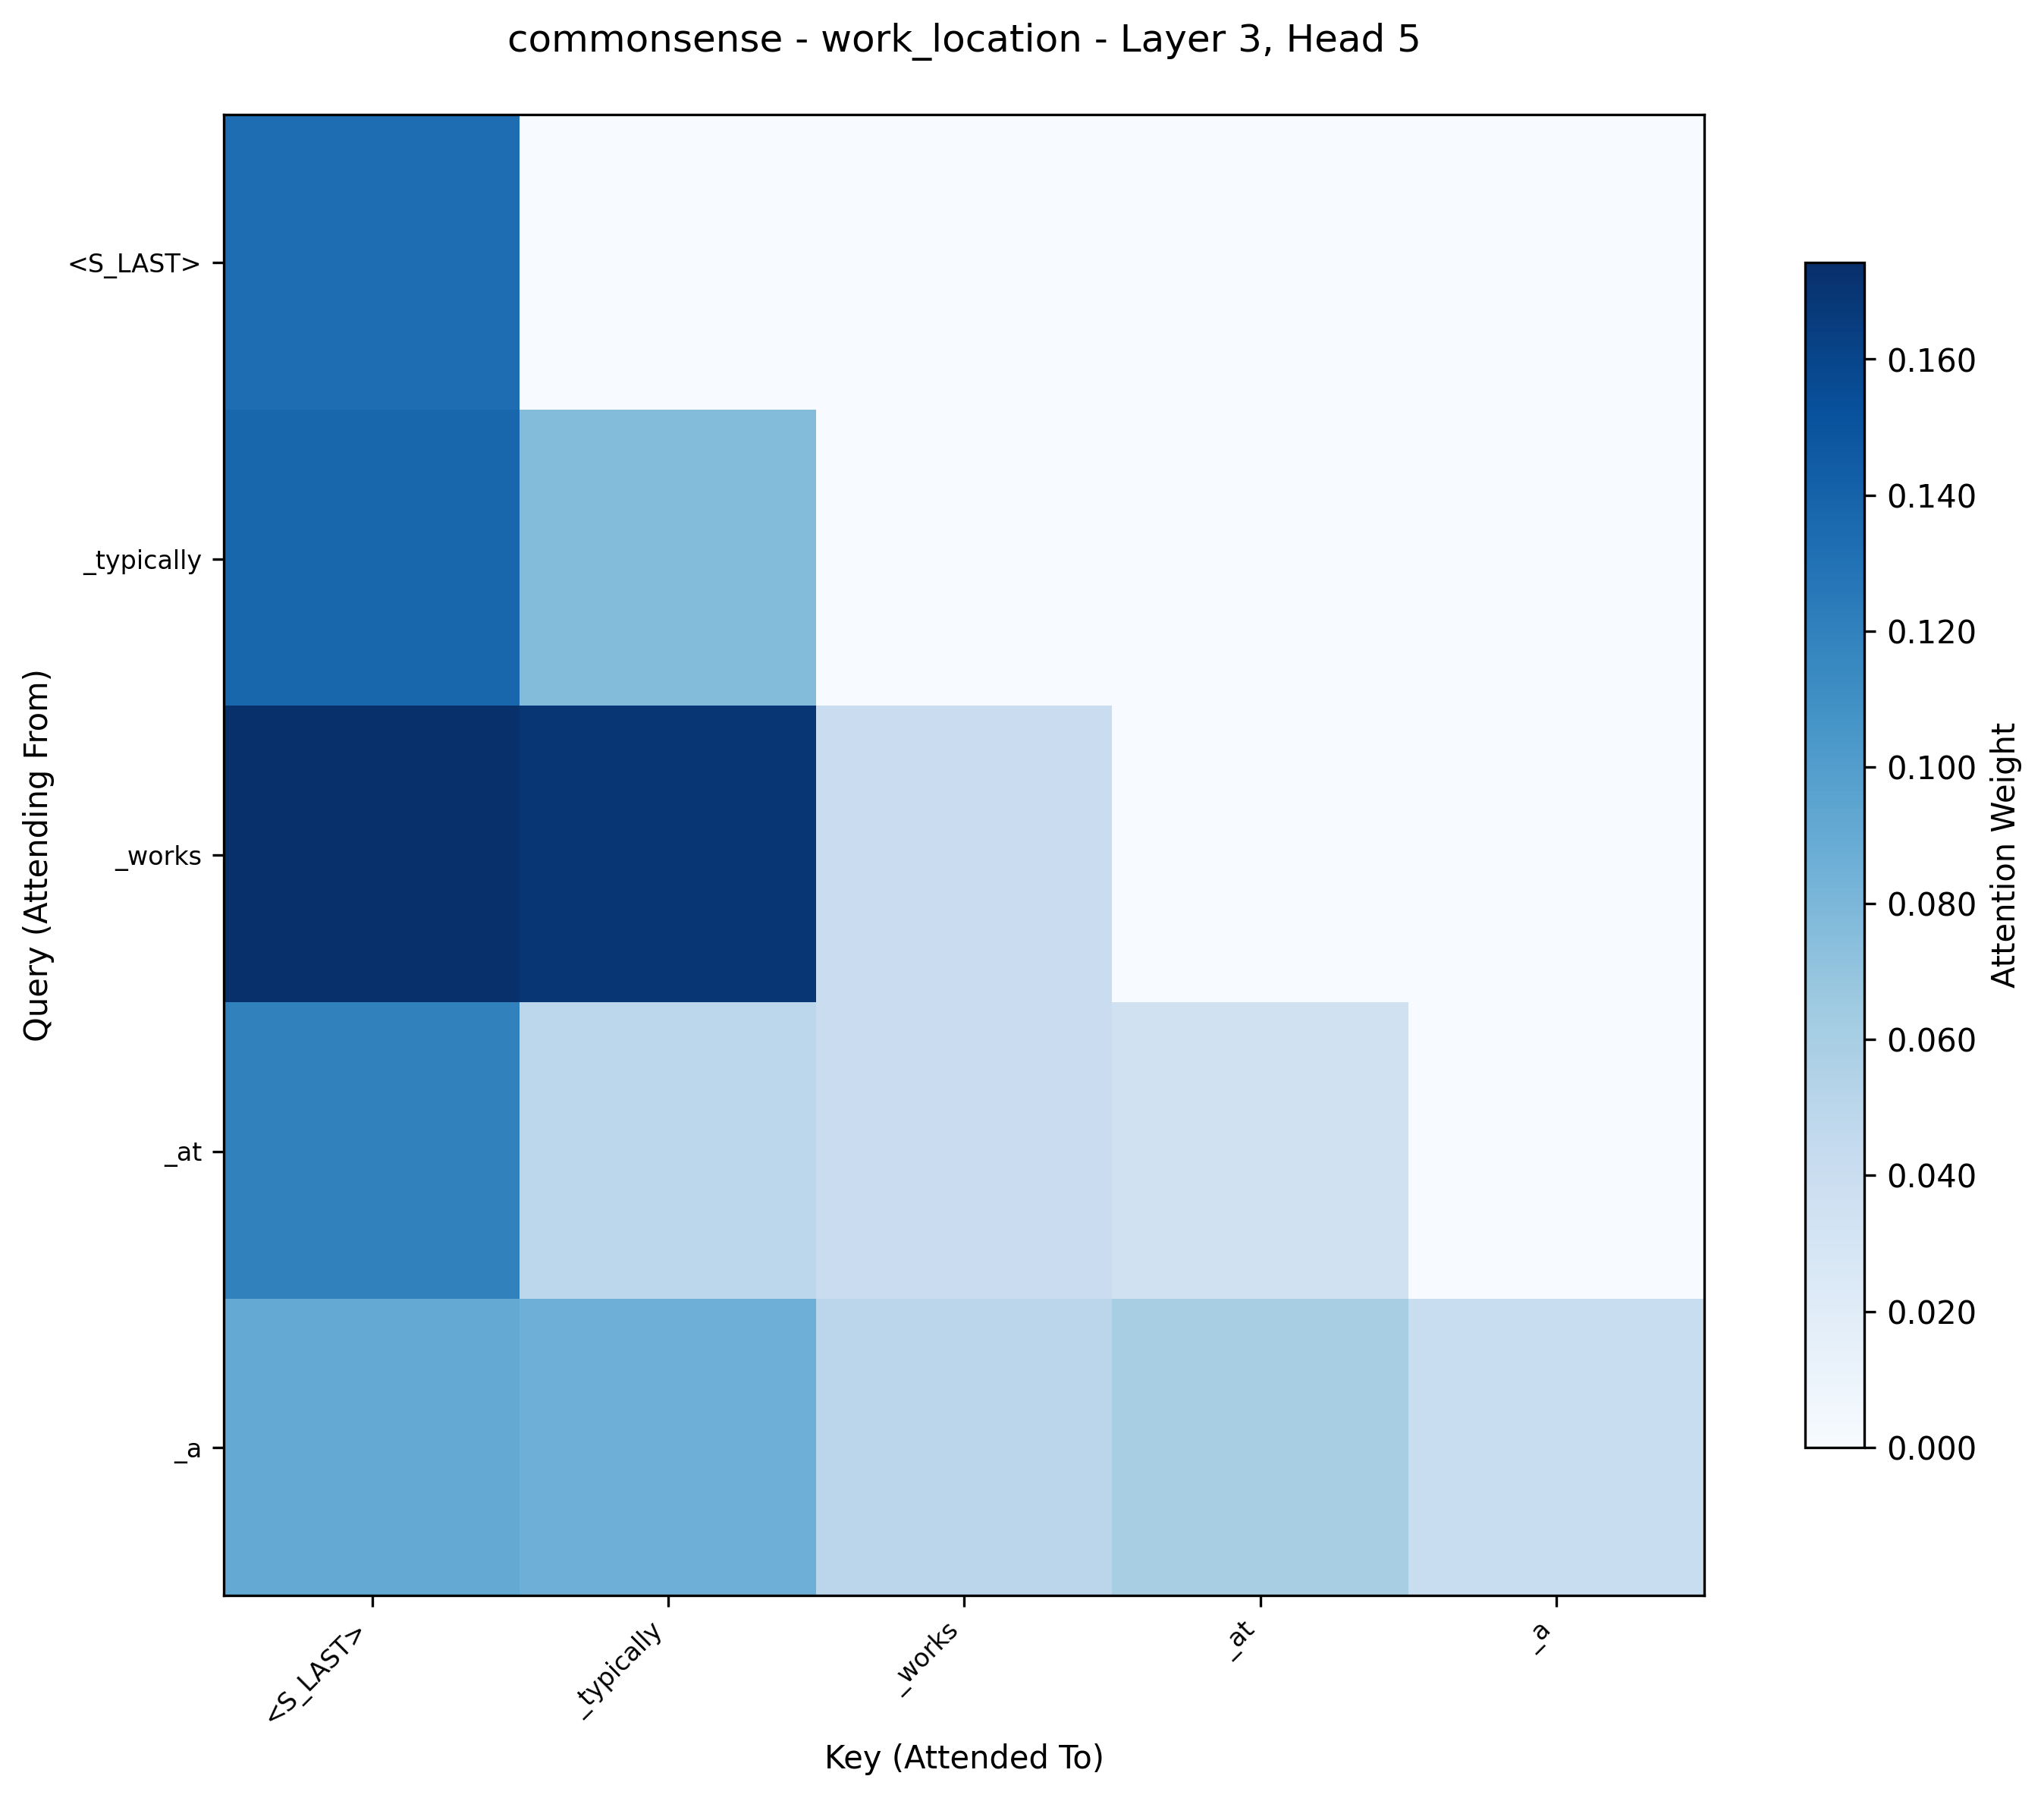 commonsense - work_location - Layer 3, Head 5
Query (Attending From)
<S_LAST>
_typically
_works
_at
_a
<S_LAST>
_typically
_works
_at
_a
Key (Attended To)
0.160
0.140
0.120
0.100
0.080
0.060
0.040
0.020
0.000
Attention Weight